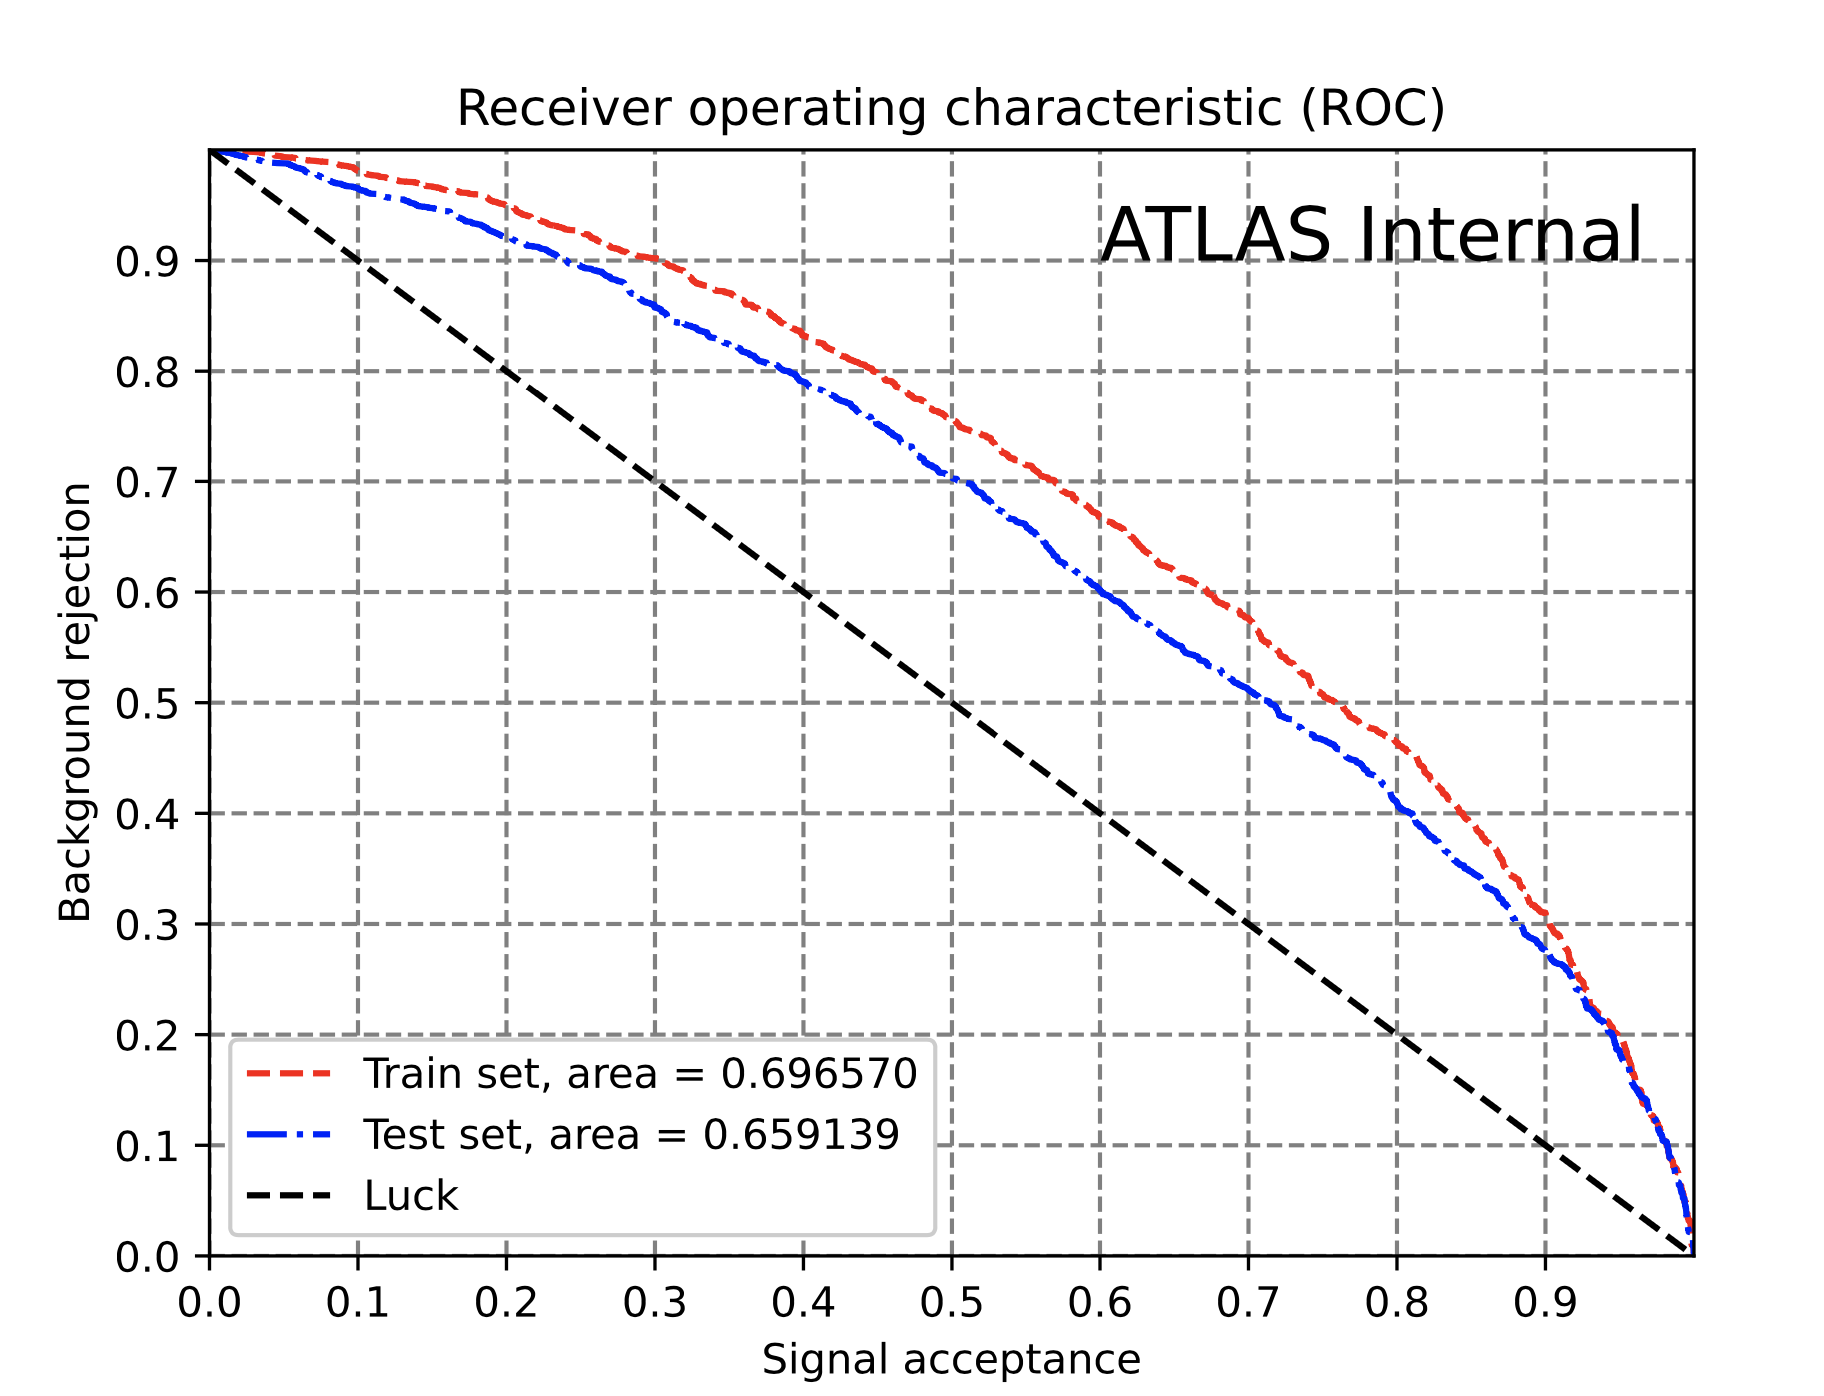 Receiver operating characteristic (ROC)
ATLAS Internal
Background rejection
0.9
0.8
0.7
0.6
0.5
0.4
0.3
0.2
0.1
0.0
Train set, area = 0.696570
Test set, area = 0.659139
Luck
0.0 0.1 0.2 0.3 0.4 0.5 0.6 0.7 0.8 0.9
Signal acceptance